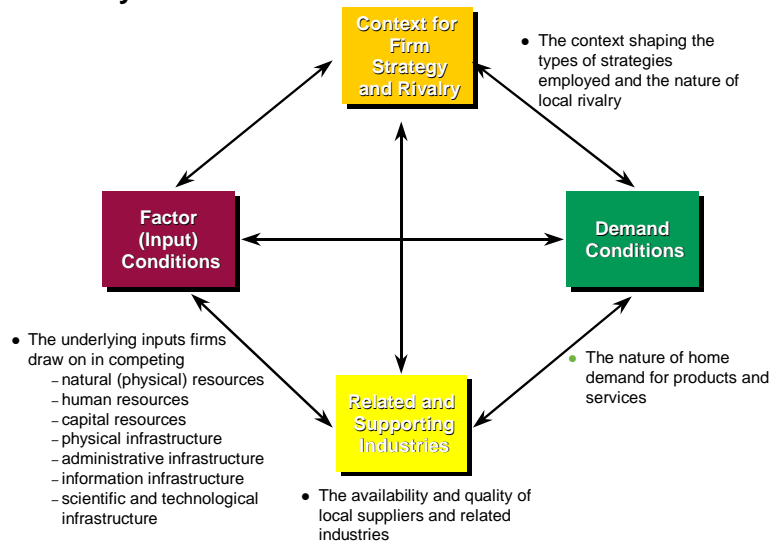 Context for
Firm
Strategy
and Rivalry
● The context shaping the
types of strategies
employed and the nature of
local rivalry
Factor
(Input)
Conditions
Demand
Conditions
● The underlying inputs firms
draw on in competing
– natural (physical) resources
– human resources
– capital resources
– physical infrastructure
– administrative infrastructure
– information infrastructure
– scientific and technological
infrastructure
● The nature of home
demand for products and
services
Related and
Supporting
Industries
● The availability and quality of
local suppliers and related
industries